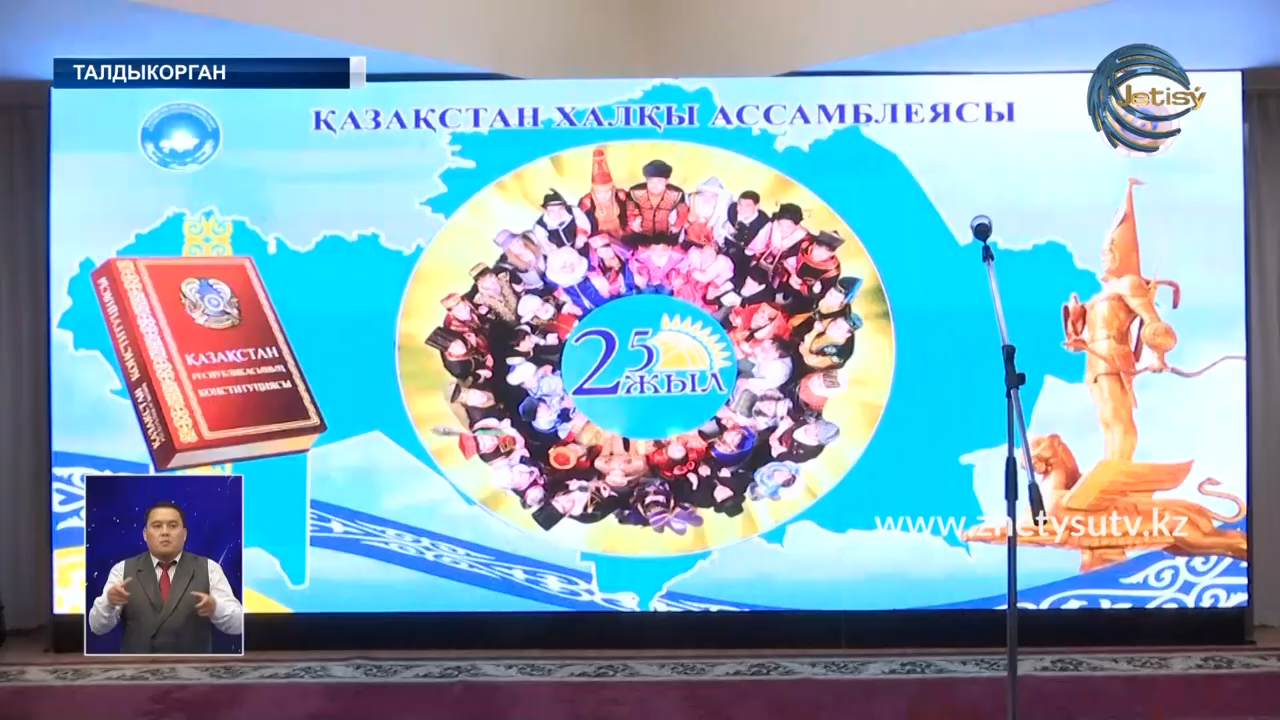 ТАЛДЫКОРГАН
Jetisý
ҚАЗАҚСТАН ХАЛҚЫ АССАМБЛЕЯСЫ
ҚАЗАҚСТАН
РЕСПУБЛИКАСЫНЫҢ
КОНСТИТУЦИЯСЫ
25
ЖЫЛ
www.zhetysutv.kz